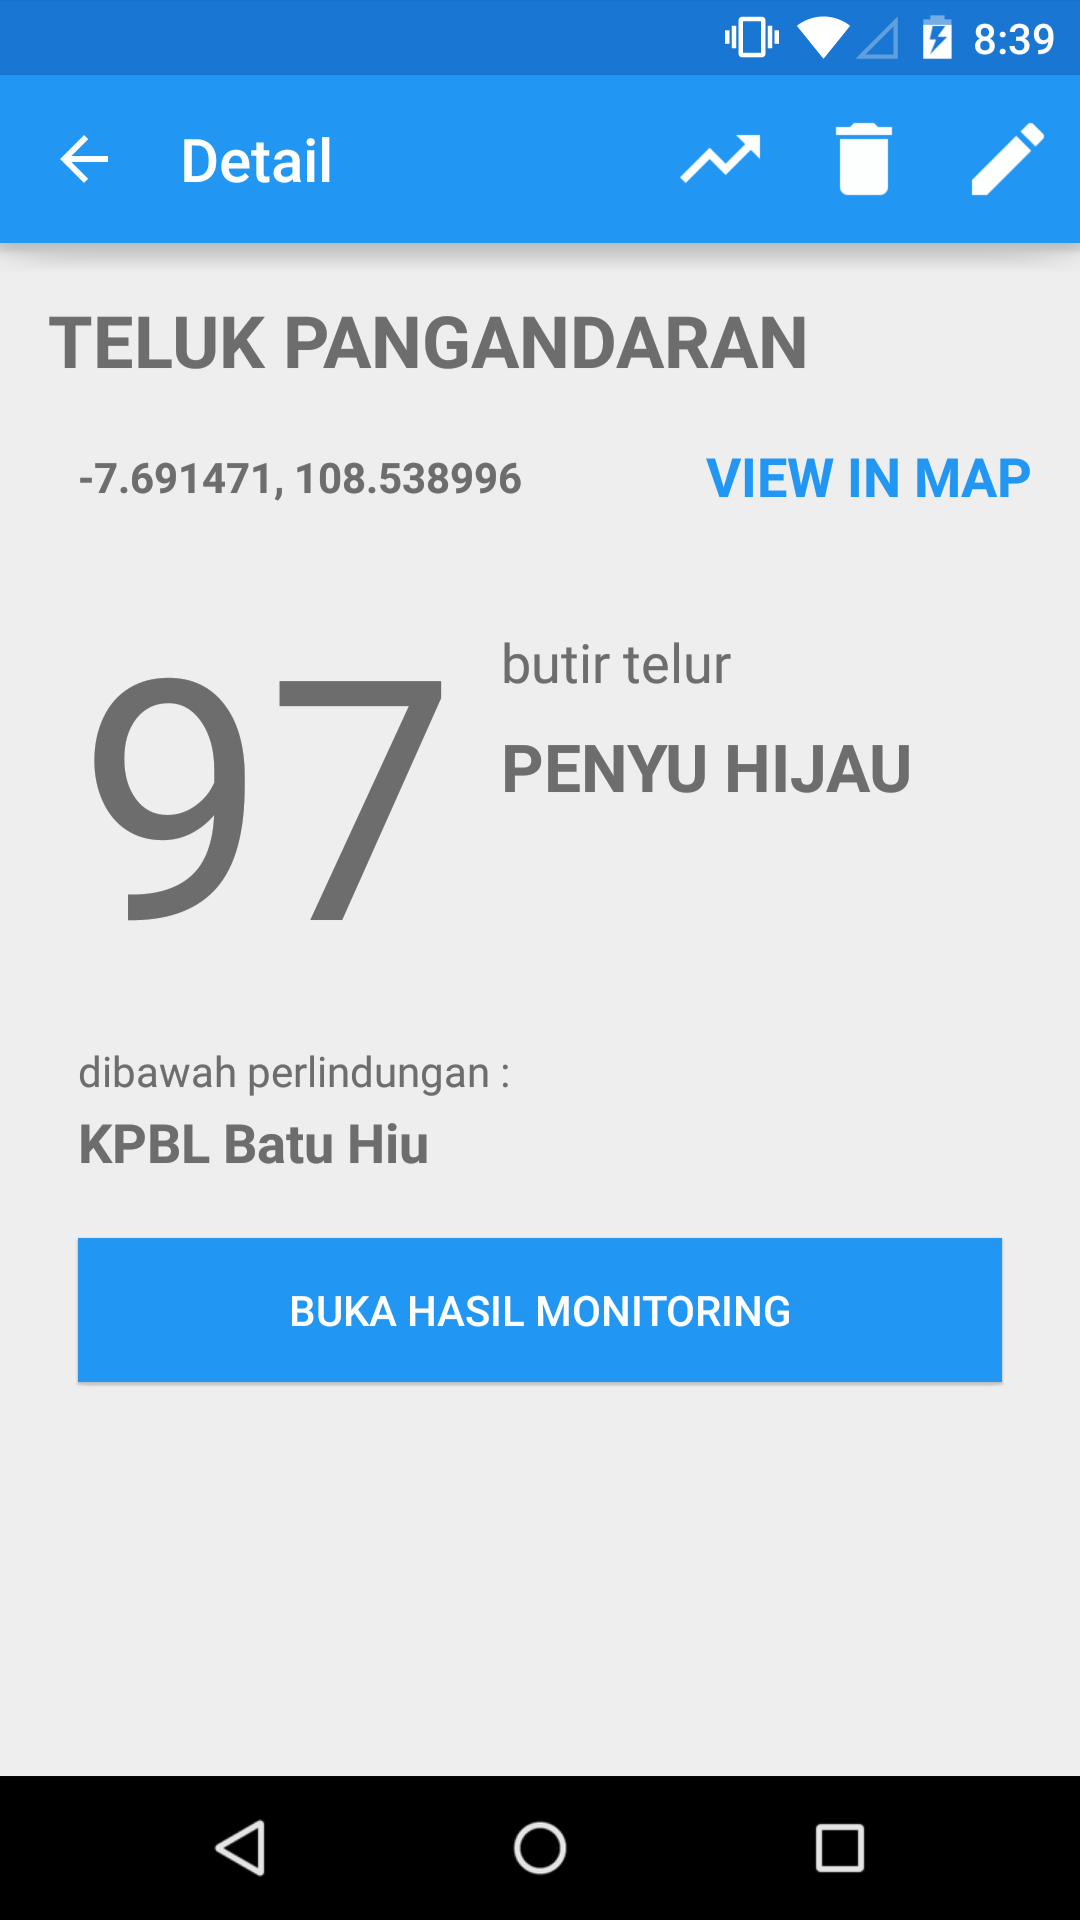 8:39
Detail
TELUK PANGANDARAN
-7.691471, 108.538996
VIEW IN MAP
97
butir telur
PENYU HIJAU
dibawah perlindungan :
KPBL Batu Hiu
BUKA HASIL MONITORING